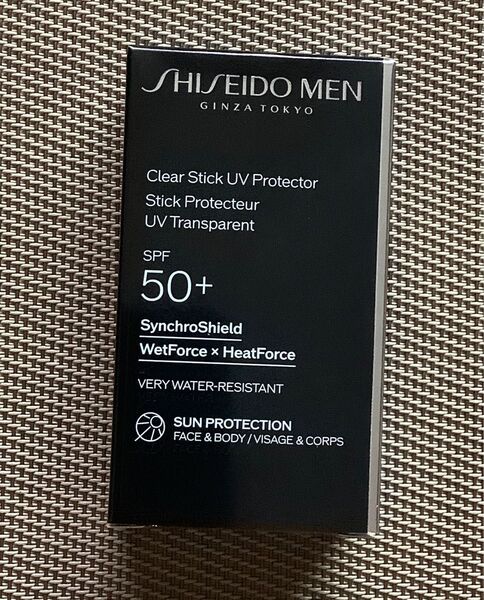 SHISEIDO MEN
GINZA TOKYO
Clear Stick UV Protector
Stick Protecteur
UV Transparent
SPF
50+
SynchroShield
WetForce × HeatForce
VERY WATER-RESISTANT
SUN PROTECTION
FACE & BODY / VISAGE & CORPS